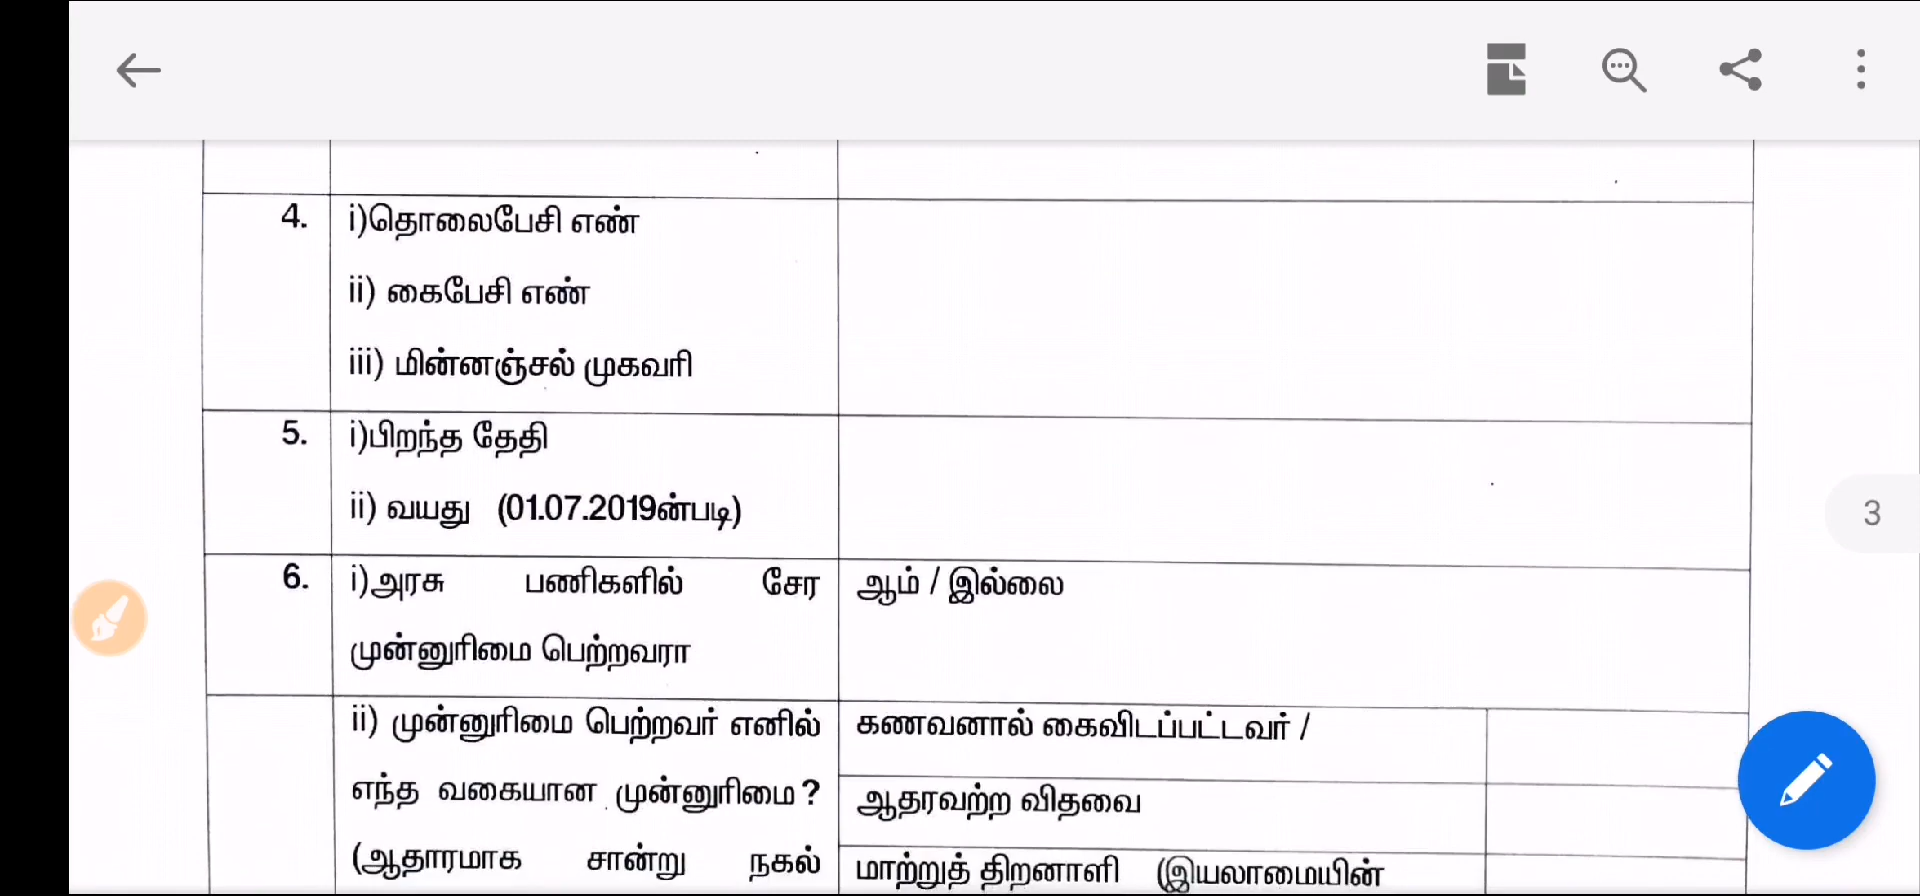 4. i)தொலைபேசி எண்
ii) கைபேசி எண்
iii) மின்னஞ்சல் முகவரி
5. i)பிறந்த தேதி
ii) வயது (01.07.2019ன்படி)
3
6. i)அரசு பணிகளில் சேர ஆம் / இல்லை
முன்னுரிமை பெற்றவரா
ii) முன்னுரிமை பெற்றவர் எனில் கணவனால் கைவிடப்பட்டவர் /
எந்த வகையான முன்னுரிமை? ஆதரவற்ற விதவை
(ஆதாரமாக சான்று நகல் மாற்றுத் திறனாளி (இயலாமையின்